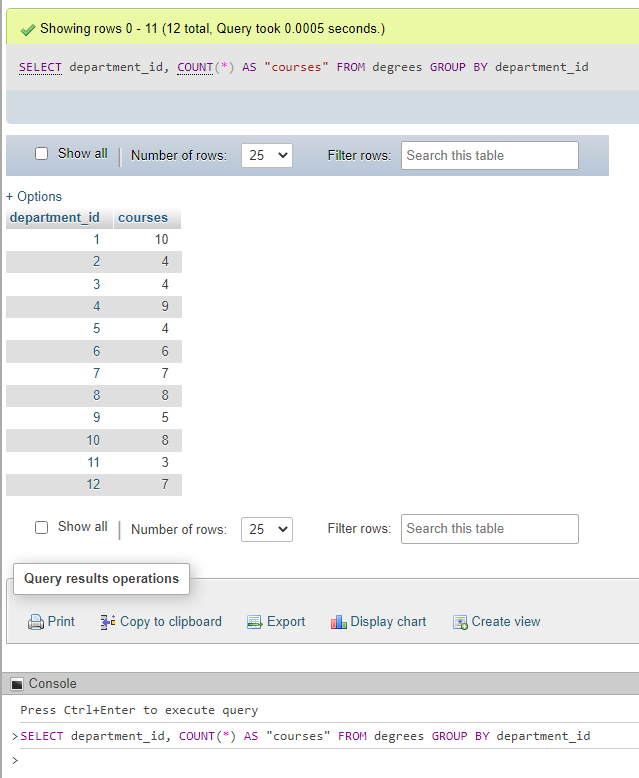 Showing rows 0 - 11 (12 total, Query took 0.0005 seconds.)
SELECT department_id, COUNT(*) AS "courses" FROM degrees GROUP BY department_id
Show all | Number of rows: 25 Filter rows: Search this table
+ Options
department_id courses
1 10
2 4
3 4
4 9
5 4
6 6
7 7
8 8
9 5
10 8
11 3
12 7
Show all | Number of rows: 25 Filter rows: Search this table
Query results operations
Print Copy to clipboard Export Display chart Create view
Console
Press Ctrl+Enter to execute query
>SELECT department_id, COUNT(*) AS "courses" FROM degrees GROUP BY department_id
>